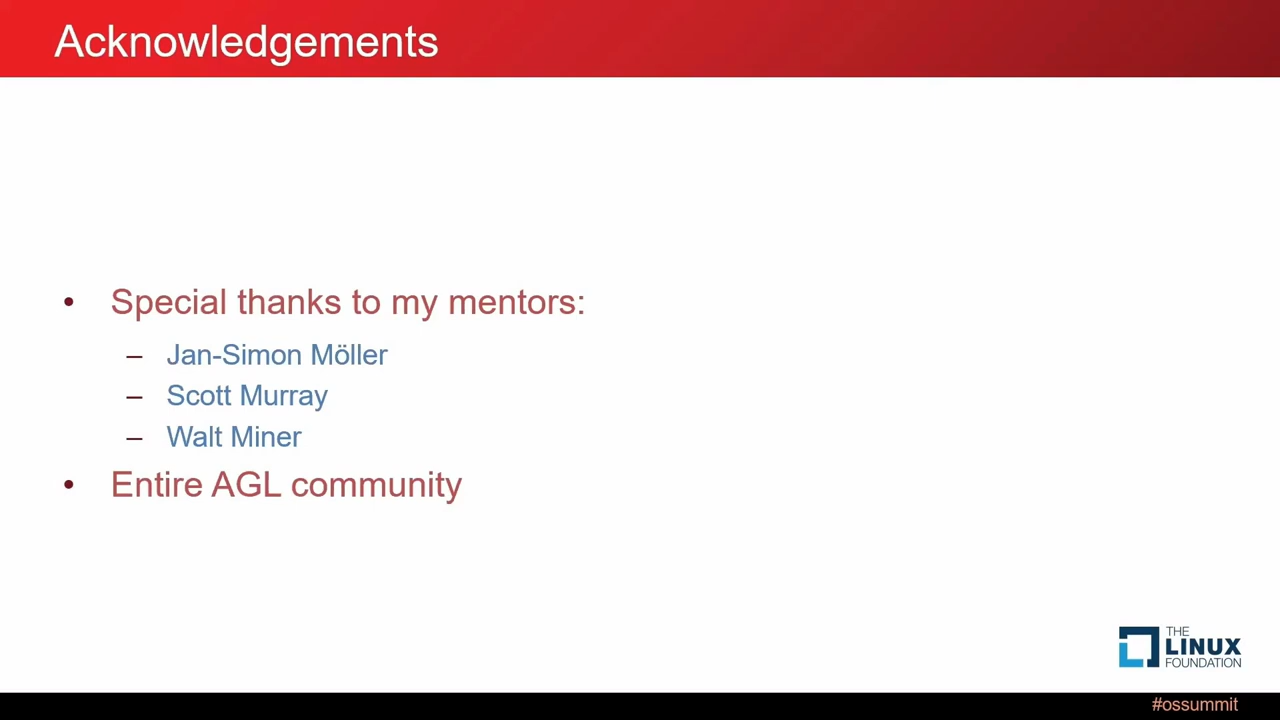 Acknowledgements
• Special thanks to my mentors:
– Jan-Simon Möller
– Scott Murray
– Walt Miner
• Entire AGL community
THE
LINUX
FOUNDATION
#ossummit